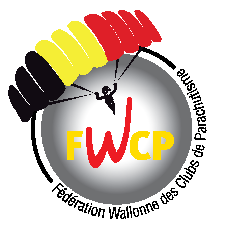 FWCP
Fédération Wallonne des Clubs de Parachutisme